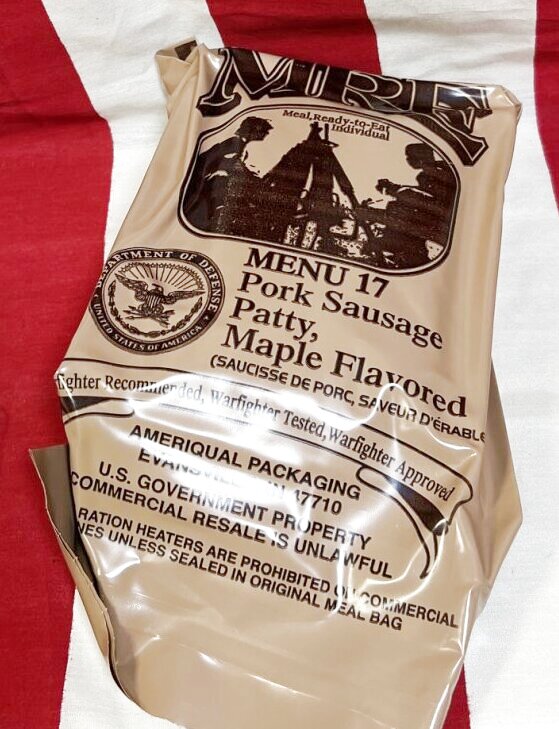 MRE
Meal, Ready-to-Eat
Individual
MENU 17
Pork Sausage
Patty,
Maple Flavored
(SAUCISSE DE PORC, SAVEUR D'ÉRABLE
DEPARTMENT OF DEFENSE
UNITED STATES OF AMERICA
fighter Recommended, Warfighter Tested, Warfighter Approved
AMERIQUAL PACKAGING
EVANSVILLE, IN 47710
U.S. GOVERNMENT PROPERTY
COMMERCIAL RESALE IS UNLAWFUL
RATION HEATERS ARE PROHIBITED ON COMMERCIAL
NES UNLESS SEALED IN ORIGINAL MEAL BAG